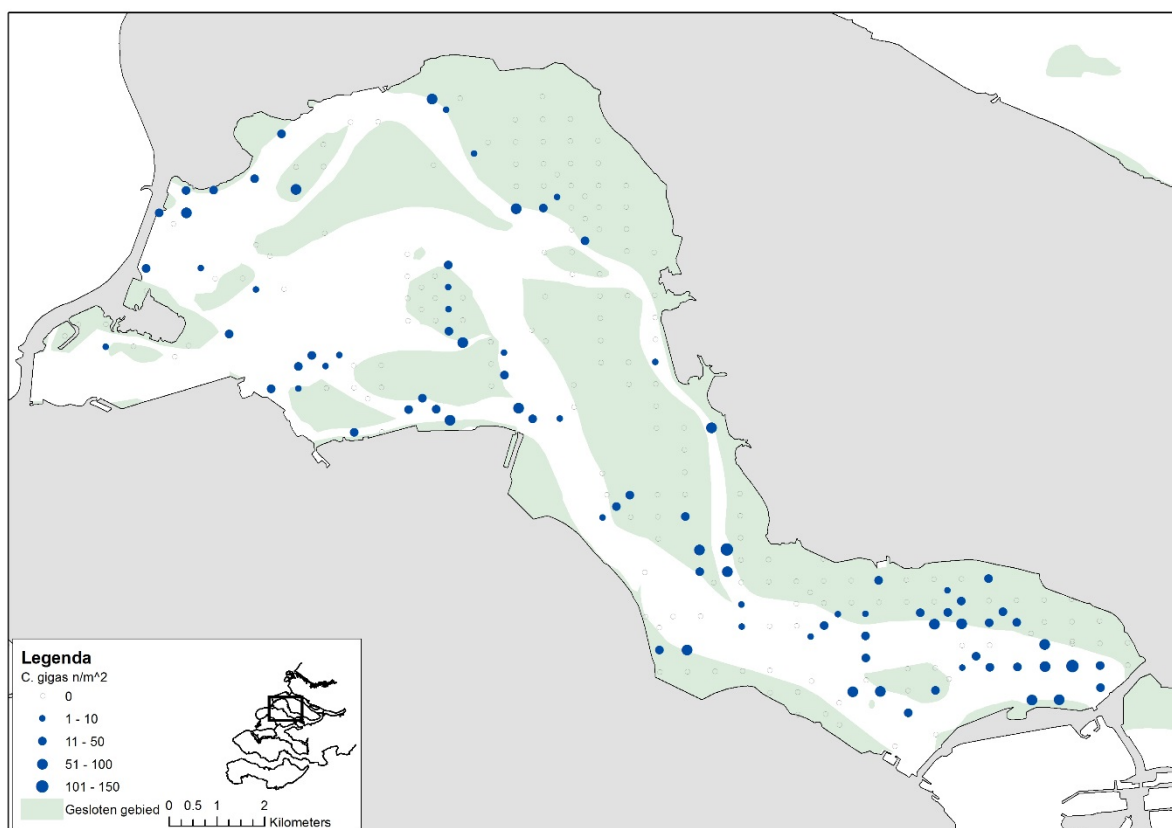 Legenda
C. gigas n/m^2
0
1 - 10
11 - 50
51 - 100
101 - 150
Gesloten gebied
0 0.5 1 2
Kilometers